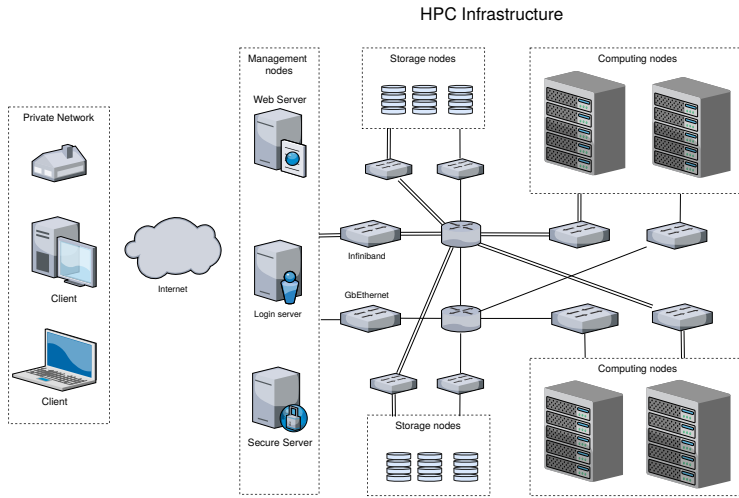 HPC Infrastructure
Private Network
Client
Client
Internet
Management
nodes
Web Server
Login server
Secure Server
Storage nodes
Computing nodes
Infiniband
GbEthernet
Computing nodes
Storage nodes